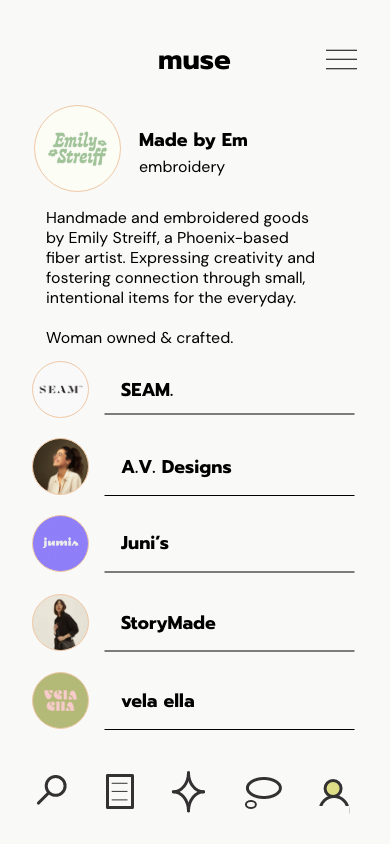 muse
Emily
Streiff
Made by Em
embroidery
Handmade and embroidered goods
by Emily Streiff, a Phoenix-based
fiber artist. Expressing creativity and
fostering connection through small,
intentional items for the everyday.
Woman owned & crafted.
SEAM
SEAM.
A.V. Designs
jumis
Juni's
StoryMade
vela
ella
vela ella